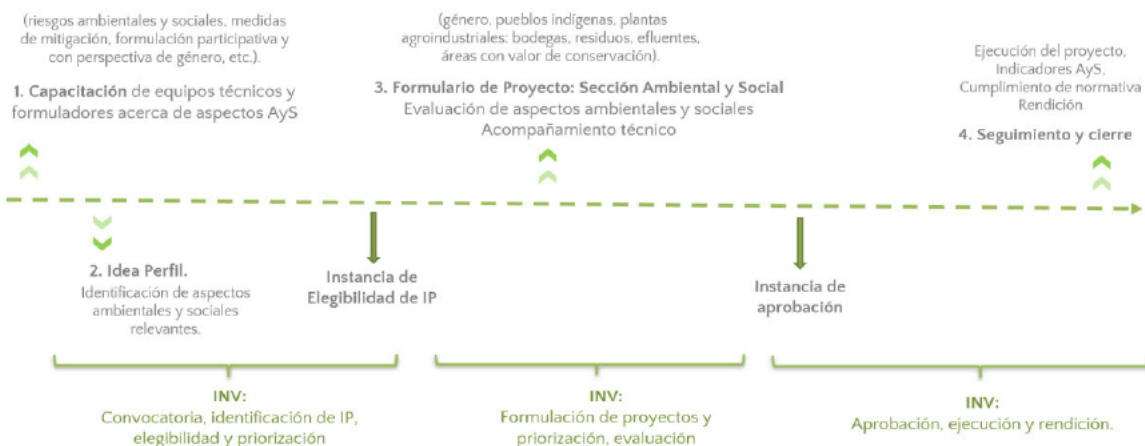 (riesgos ambientales y sociales, medidas
de mitigación, formulación participativa y
con perspectiva de género, etc.).
1. Capacitación de equipos técnicos y
formuladores acerca de aspectos AyS
(género, pueblos indígenas, plantas
agroindustriales: bodegas, residuos, efluentes,
áreas con valor de conservación).
3. Formulario de Proyecto: Sección Ambiental y Social
Evaluación de aspectos ambientales y sociales
Acompañamiento técnico
Ejecución del proyecto,
Indicadores AyS,
Cumplimiento de normativa
Rendición
4. Seguimiento y cierre
2. Idea Perfil.
Identificación de aspectos
ambientales y sociales
relevantes.
Instancia de
Elegibilidad de IP
Instancia de
aprobación
INV:
Convocatoria, identificación de IP,
elegibilidad y priorización
INV:
Formulación de proyectos y
priorización, evaluación
INV:
Aprobación, ejecución y rendición.